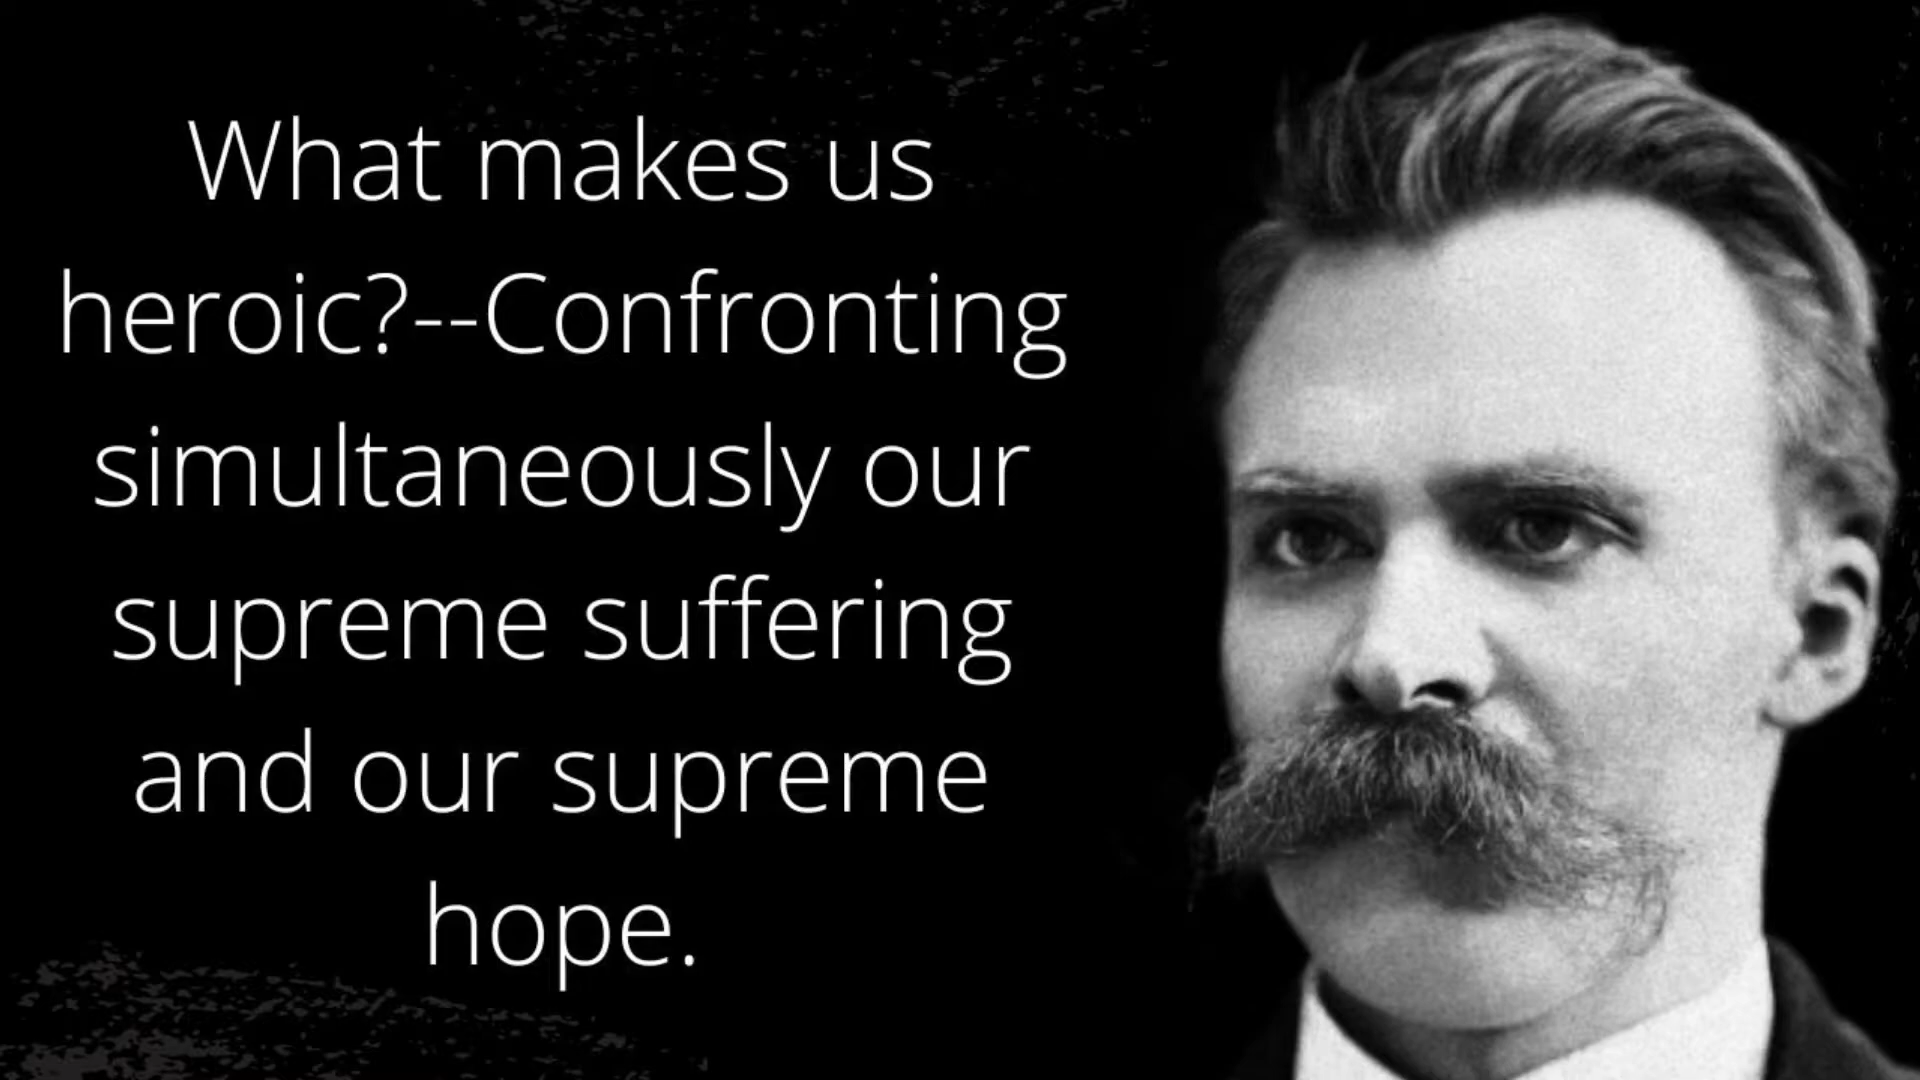 What makes us
heroic?--Confronting
simultaneously our
supreme suffering
and our supreme
hope.